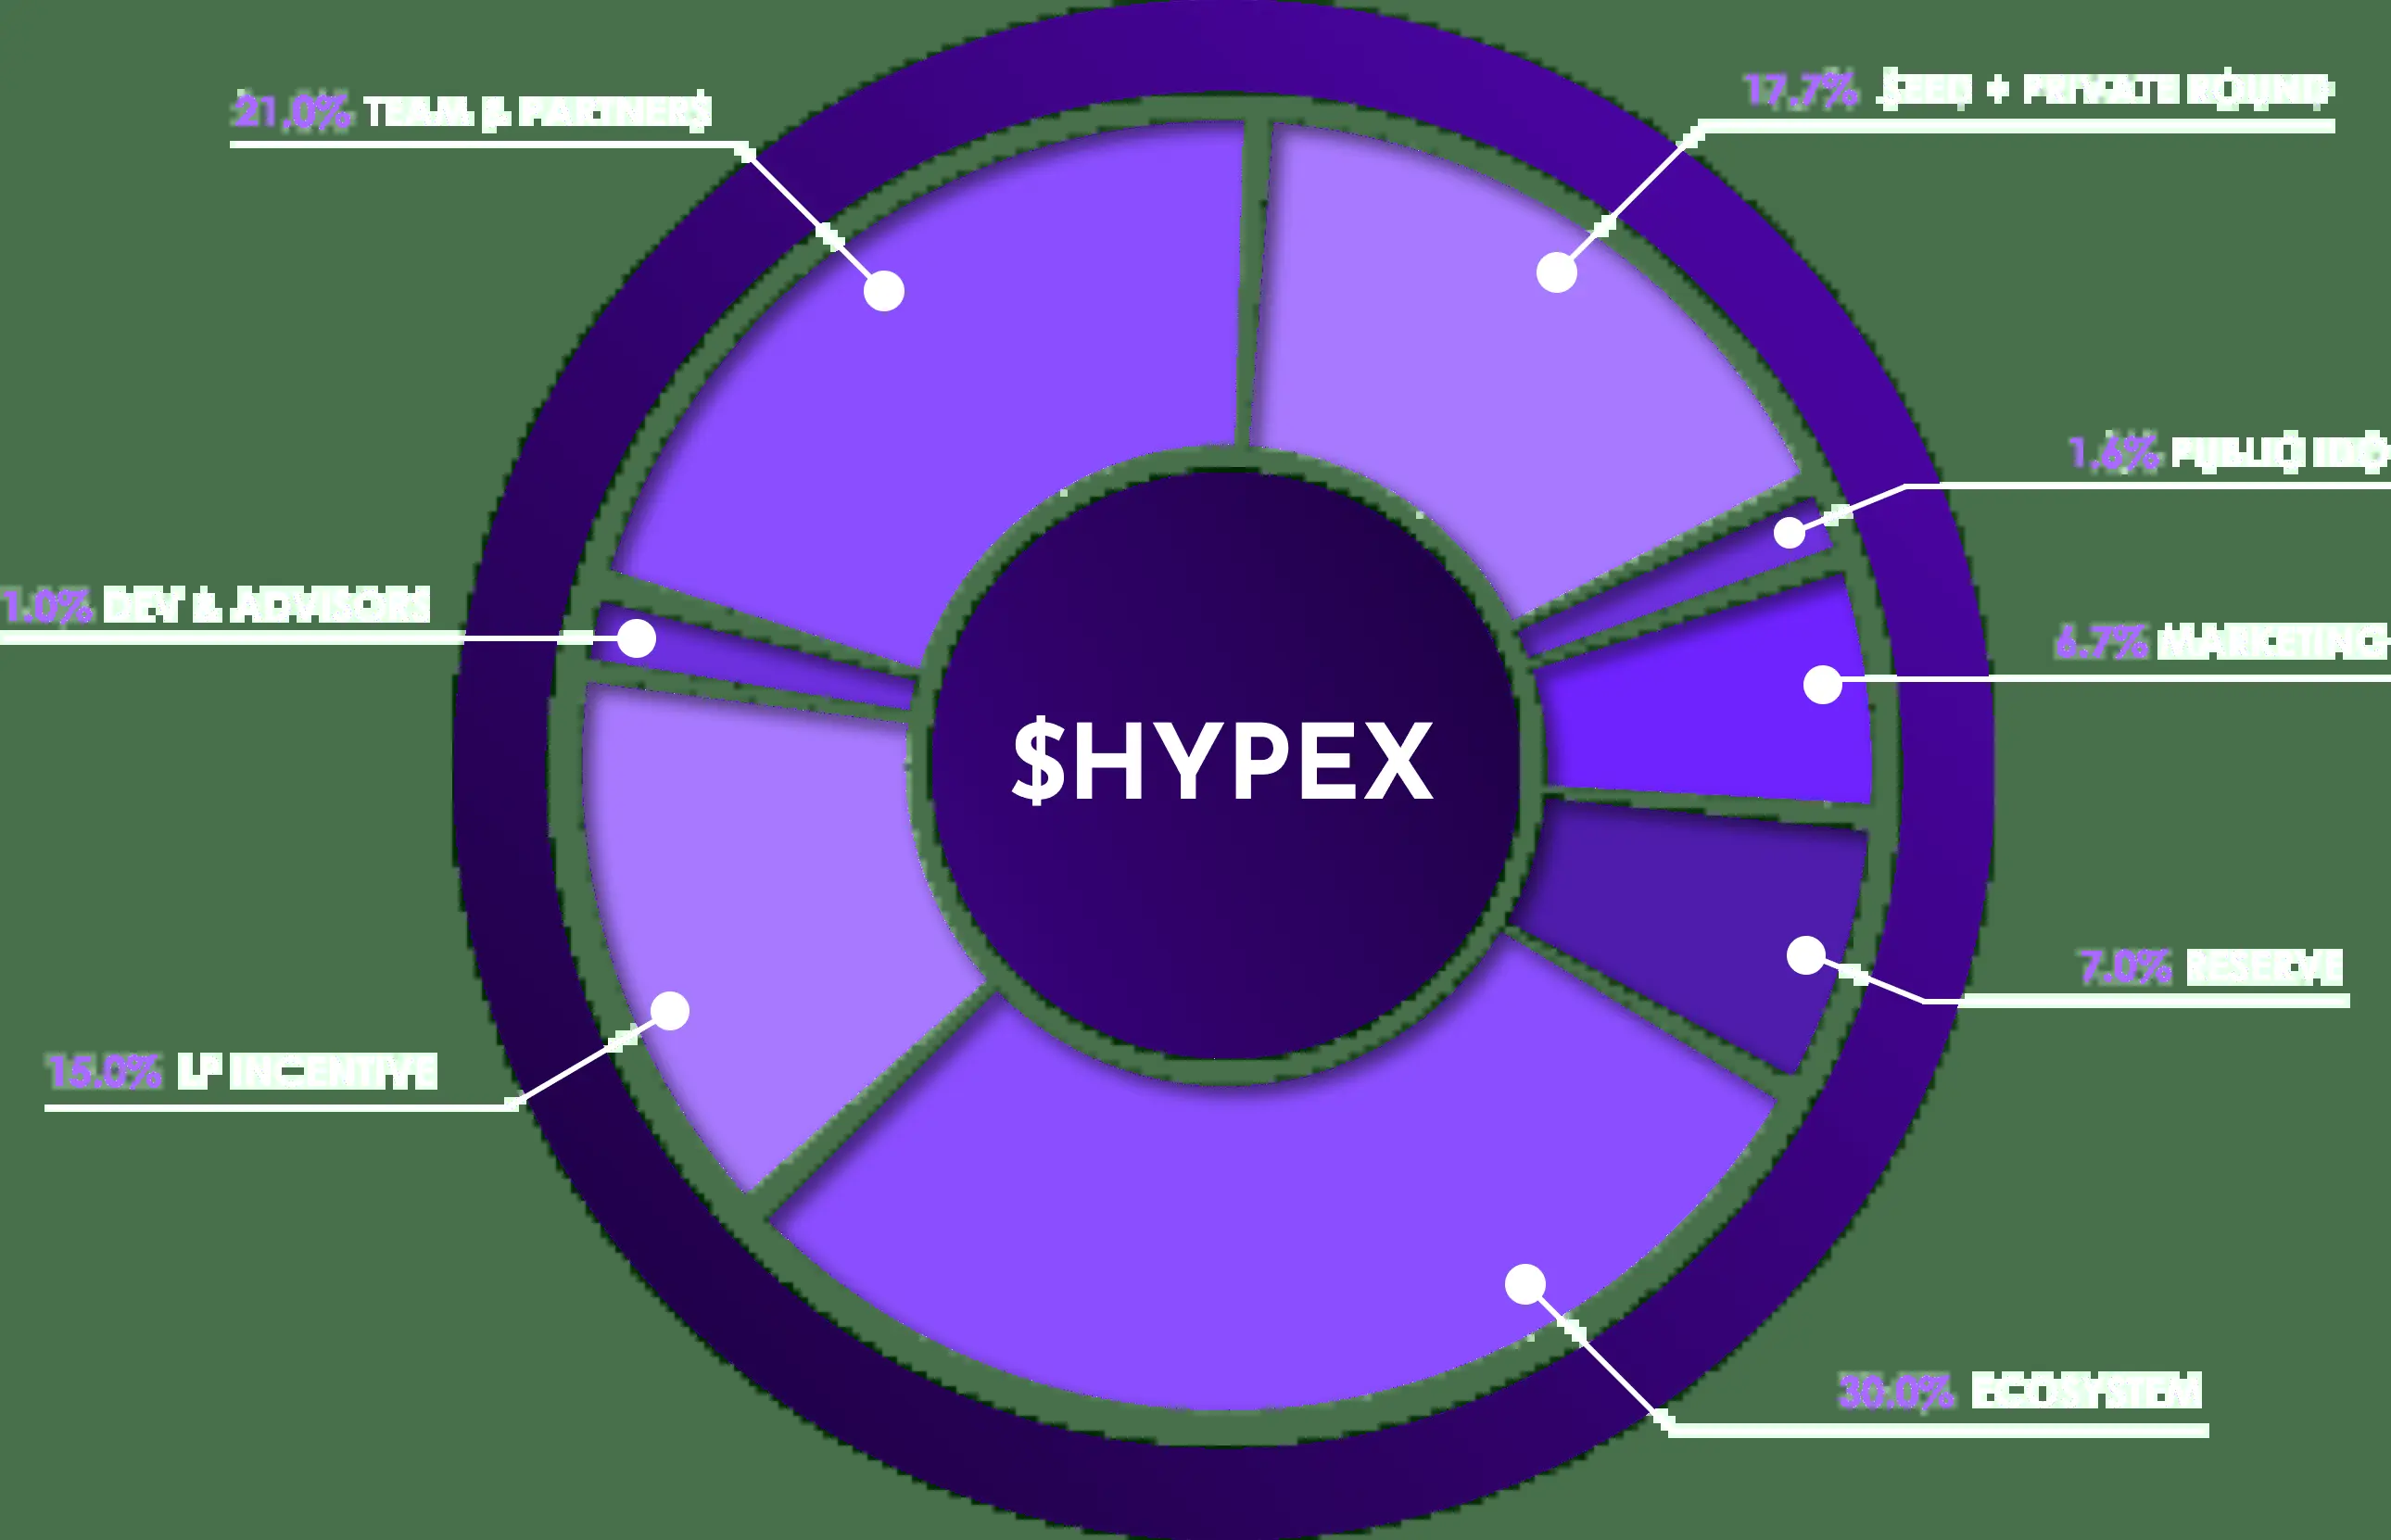 17.7% SEED + PRIVATE ROUND
21.0% TEAM & PARTNERS
1.6% PUBLIC IDO
1.0% DEV & ADVISORS
6.7% MARKETING
$HYPEX
7.0% RESERVE
15.0% LP INCENTIVE
30.0% ECOSYSTEM